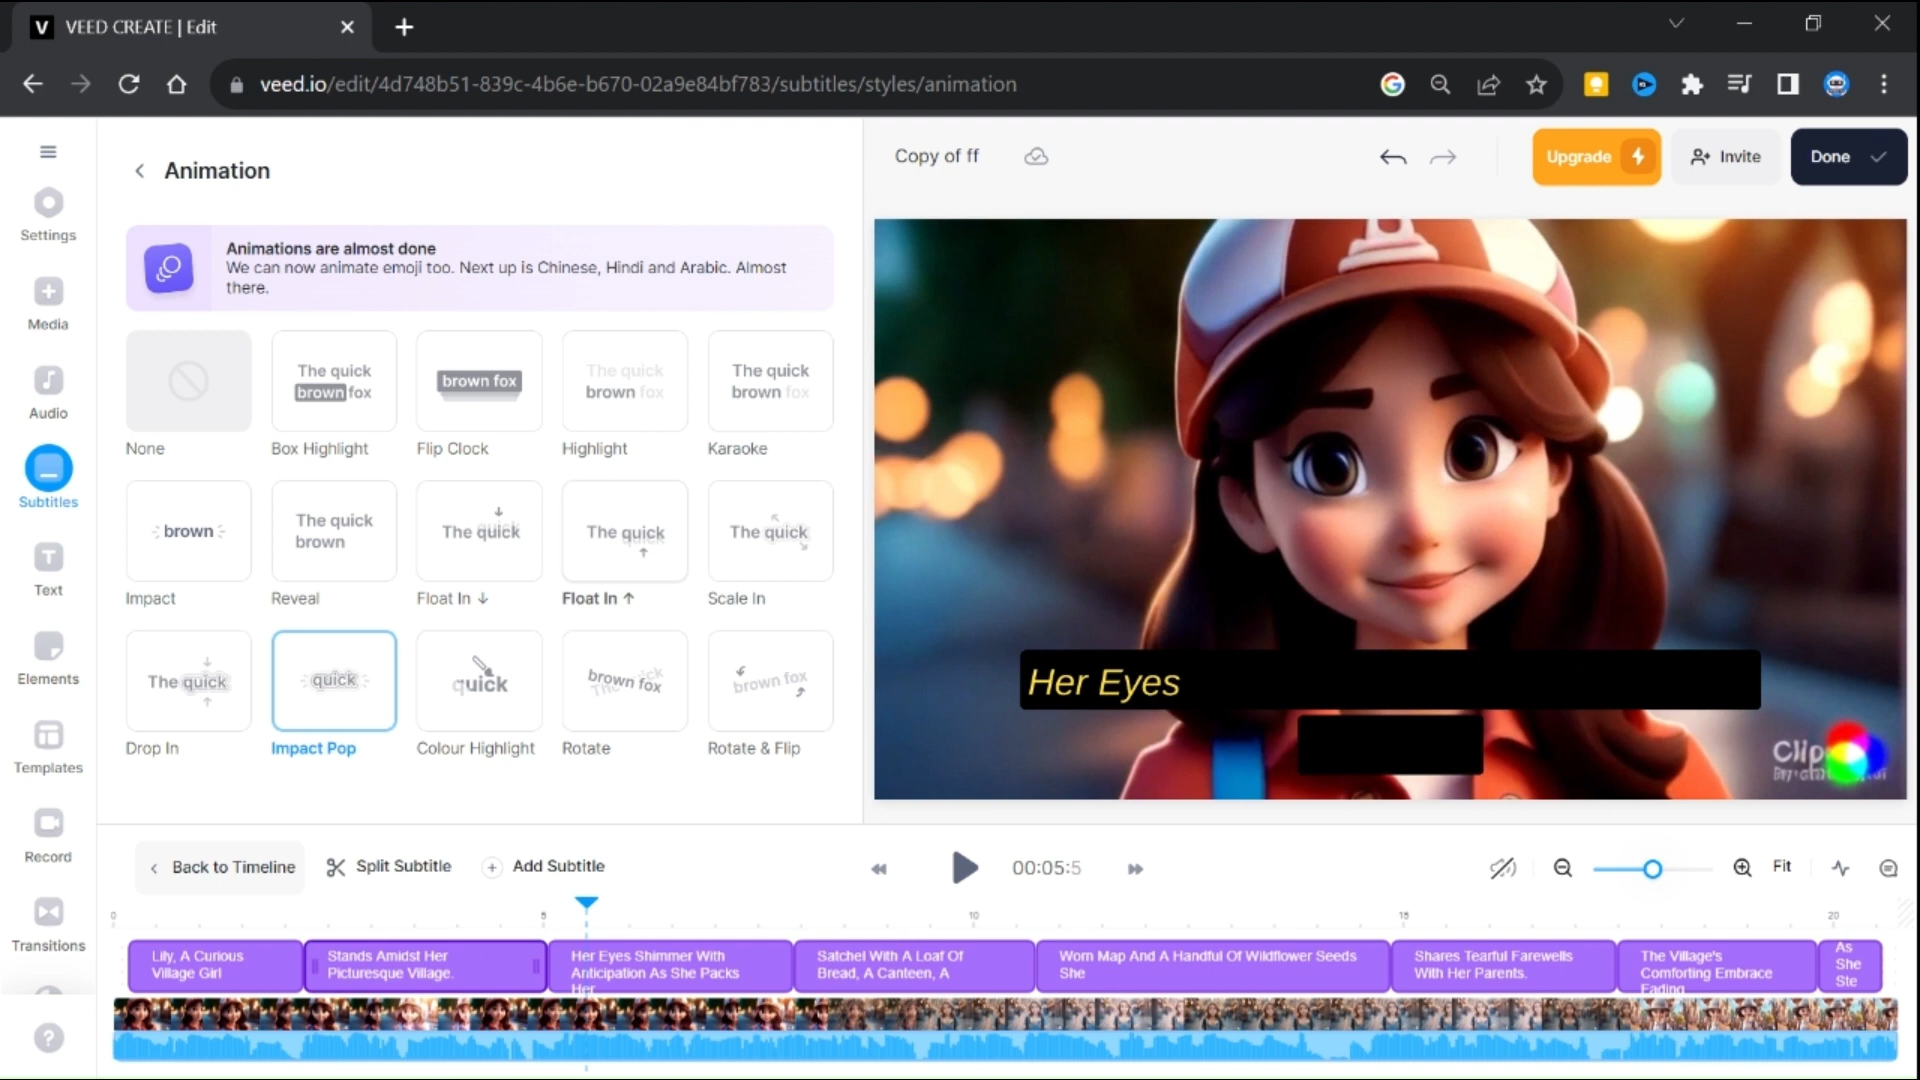 VEED CREATE | Edit
veed.io/edit/4d748b51-839c-4b6e-b670-02a9e84bf783/subtitles/styles/animation
Settings
Media
Audio
Subtitles
Text
Elements
Templates
Record
Transitions
Animation
Animations are almost done
We can now animate emoji too. Next up is Chinese, Hindi and Arabic. Almost
there.
The quick
brown fox
brown fox
The quick
brown fox
The quick
brown fox
None
Box Highlight
Flip Clock
Highlight
Karaoke
brown
The quick
brown
The quick
The quick
The quick
Impact
Reveal
Float In ↓
Float In ↑
Scale In
The quick
quick
quick
brown fox
The quick
brown fox
Drop In
Impact Pop
Colour Highlight
Rotate
Rotate & Flip
Copy of ff
Upgrade
Invite
Done
Her Eyes
Clip
Back to Timeline
Split Subtitle
Add Subtitle
00:05:5
Fit
0
5
10
15
20
Lily, A Curious
Village Girl
Stands Amidst Her
Picturesque Village.
Her Eyes Shimmer With
Anticipation As She Packs
Her
Satchel With A Loaf Of
Bread, A Canteen, A
Worn Map And A Handful Of Wildflower Seeds
She
Shares Tearful Farewells
With Her Parents.
The Village's
Comforting Embrace
Fading
As
She
Ste